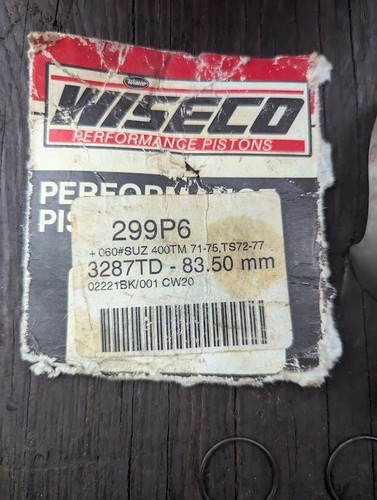 Wiseco
WISECO
PERFORMANCE PISTONS
PERFORMANCE
299P6
+ 060#SUZ 400TM 71-75,TS72-77
3287TD - 83.50 mm
02221BK/001 CW20